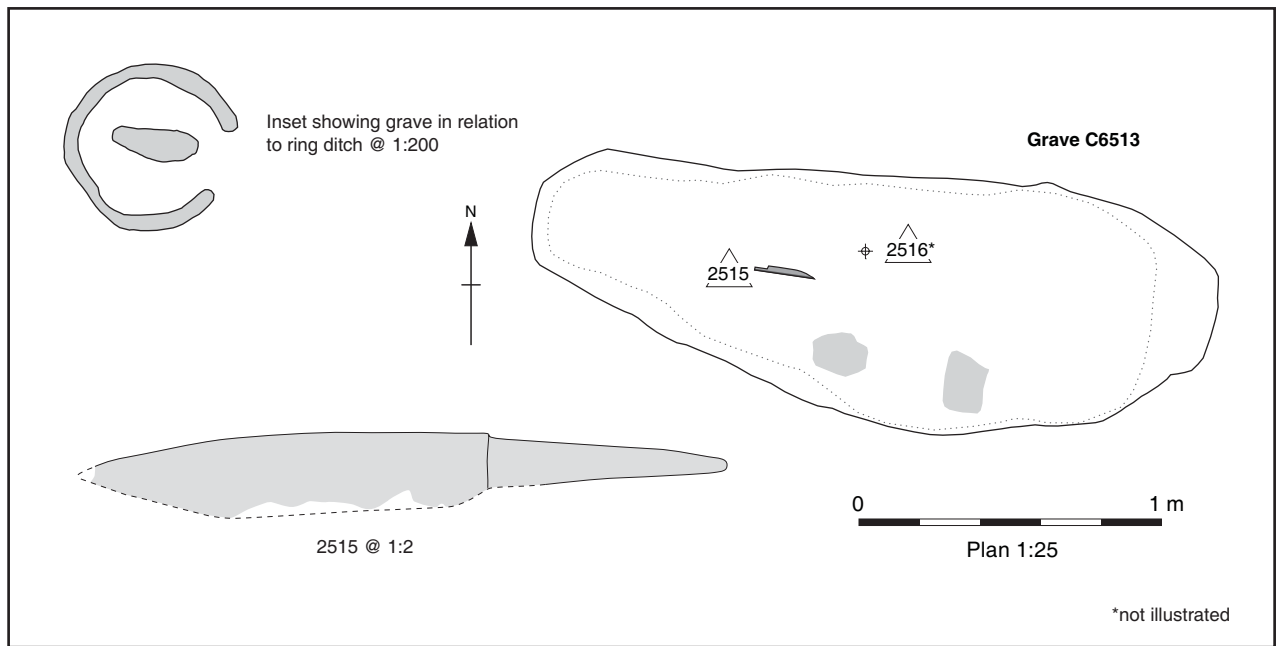 Inset showing grave in relation
to ring ditch @ 1:200
Grave C6513
N
2516*
2515
0 1 m
Plan 1:25
2515 @ 1:2
*not illustrated